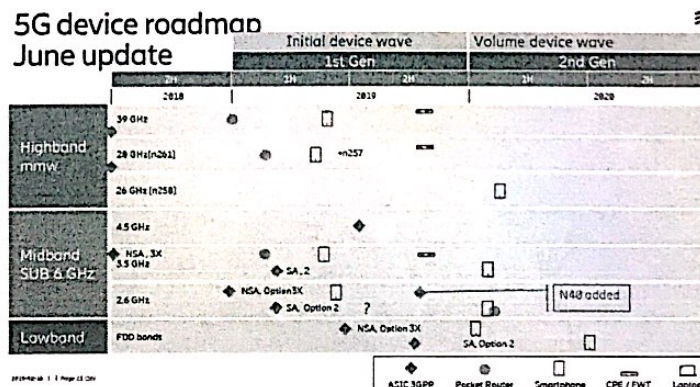 5G device roadmap
June update
Initial device wave
Volume device wave
1st Gen
2nd Gen
2H
1H
2H
1H
2H
2018
2019
2020
Highband
mmw
39 GHz
28 GHz[n261]
+n257
26 GHz [n258]
Midband
SUB 6 GHz
4.5 GHz
NSA, 3X
3.5 GHz
SA, 2
2.6 GHz
NSA, Option3X
SA, Option 2
?
N40 added
Lowband
FDD bands
NSA, Option 3X
SA, Option 2
ASIC 3GPP
Pocket Router
Smartphone
CPE / FWT